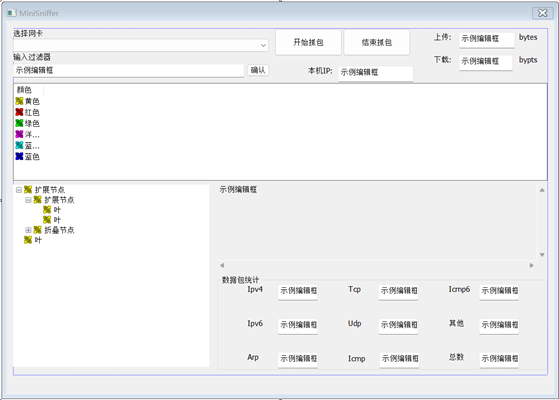 MiniSniffer
选择网卡
开始抓包
结束抓包
上传:
示例编辑框
bytes
输入过滤器
示例编辑框
确认
本机IP:
示例编辑框
下载:
示例编辑框
bypts
颜色
黄色
红色
绿色
洋...
蓝...
蓝色
扩展节点
扩展节点
叶
叶
折叠节点
叶
示例编辑框
数据包统计
Ipv4
示例编辑框
Tcp
示例编辑框
Icmp6
示例编辑框
Ipv6
示例编辑框
Udp
示例编辑框
其他
示例编辑框
Arp
示例编辑框
Icmp
示例编辑框
总数
示例编辑框